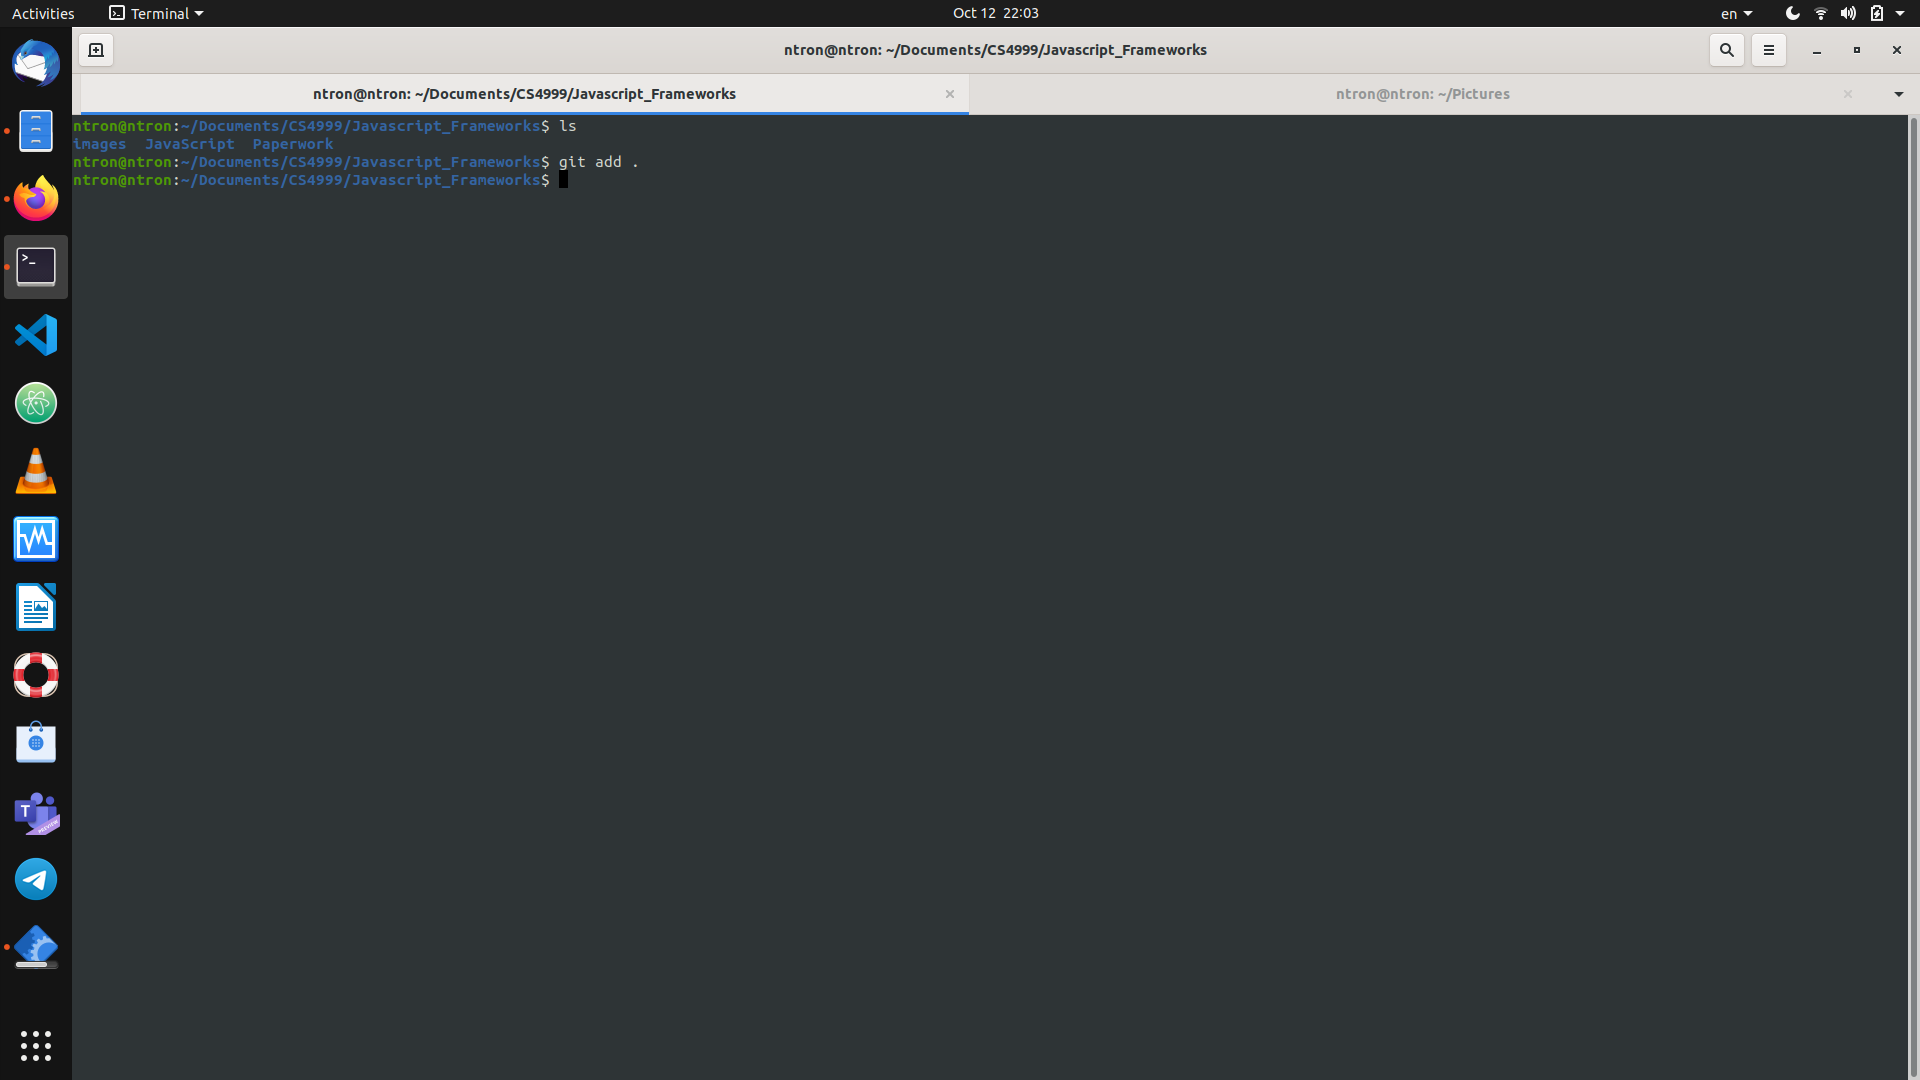 Activities Terminal Oct 12 22:03 en
ntron@ntron: ~/Documents/CS4999/Javascript_Frameworks
ntron@ntron: ~/Documents/CS4999/Javascript_Frameworks ntron@ntron: ~/Pictures
ntron@ntron:~/Documents/CS4999/Javascript_Frameworks$ ls
images JavaScript Paperwork
ntron@ntron:~/Documents/CS4999/Javascript_Frameworks$ git add .
ntron@ntron:~/Documents/CS4999/Javascript_Frameworks$
>_
T
PREVIEW